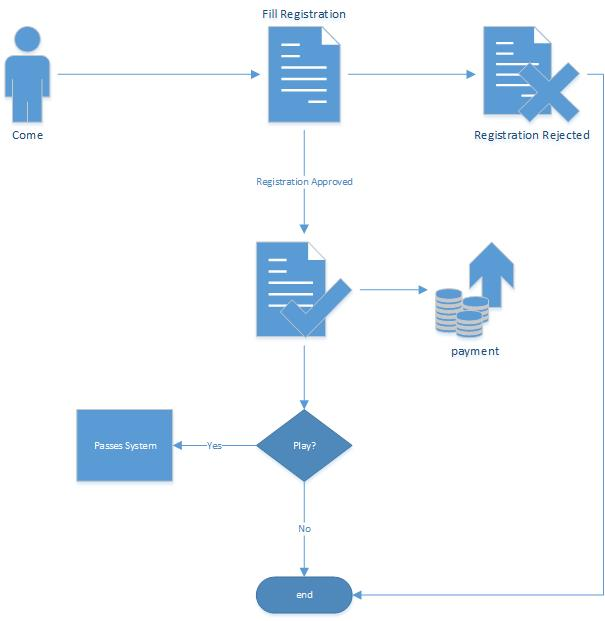 Fill Registration
Come
Registration Rejected
Registration Approved
payment
Passes System
Yes
Play?
No
end